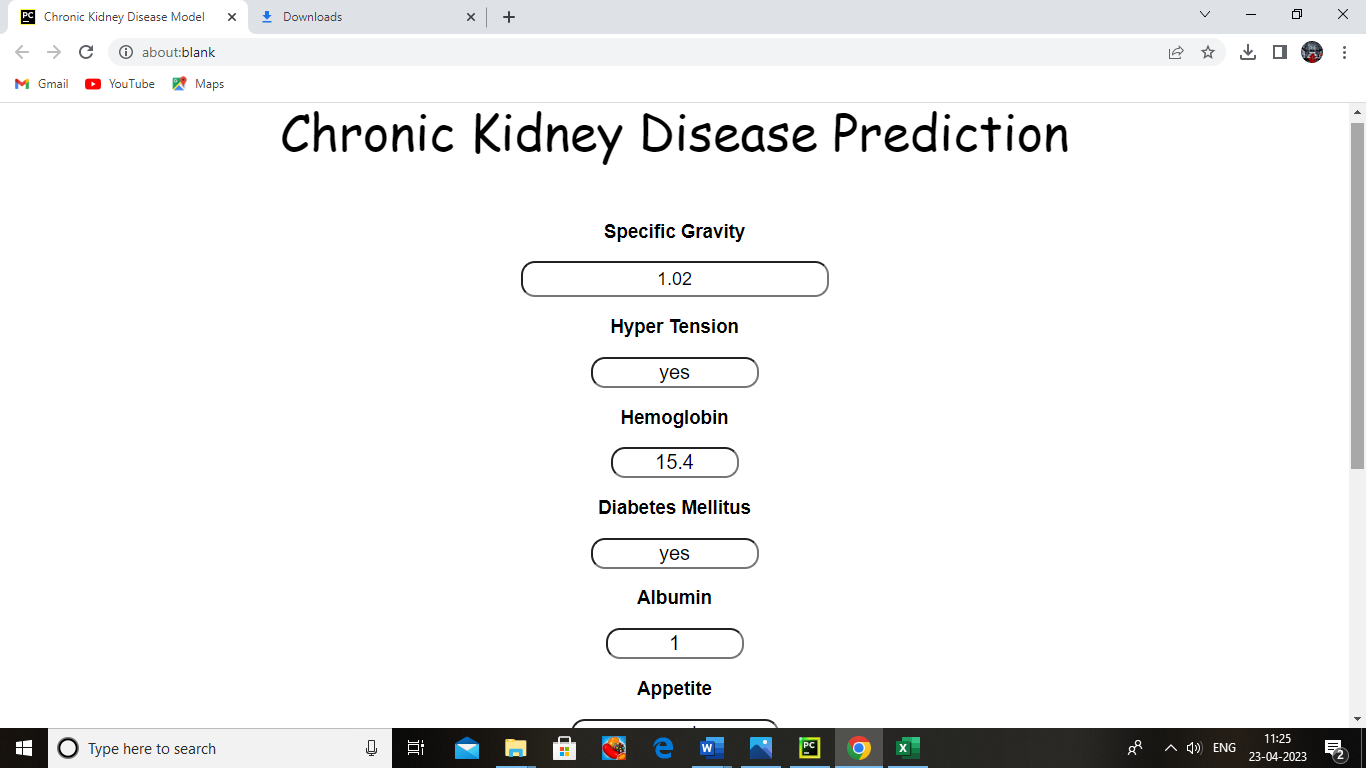 Chronic Kidney Disease Model
Downloads
about:blank
Gmail
YouTube
Maps
Chronic Kidney Disease Prediction
Specific Gravity
1.02
Hyper Tension
yes
Hemoglobin
15.4
Diabetes Mellitus
yes
Albumin
1
Appetite
Type here to search
ENG
11:25
23-04-2023
2